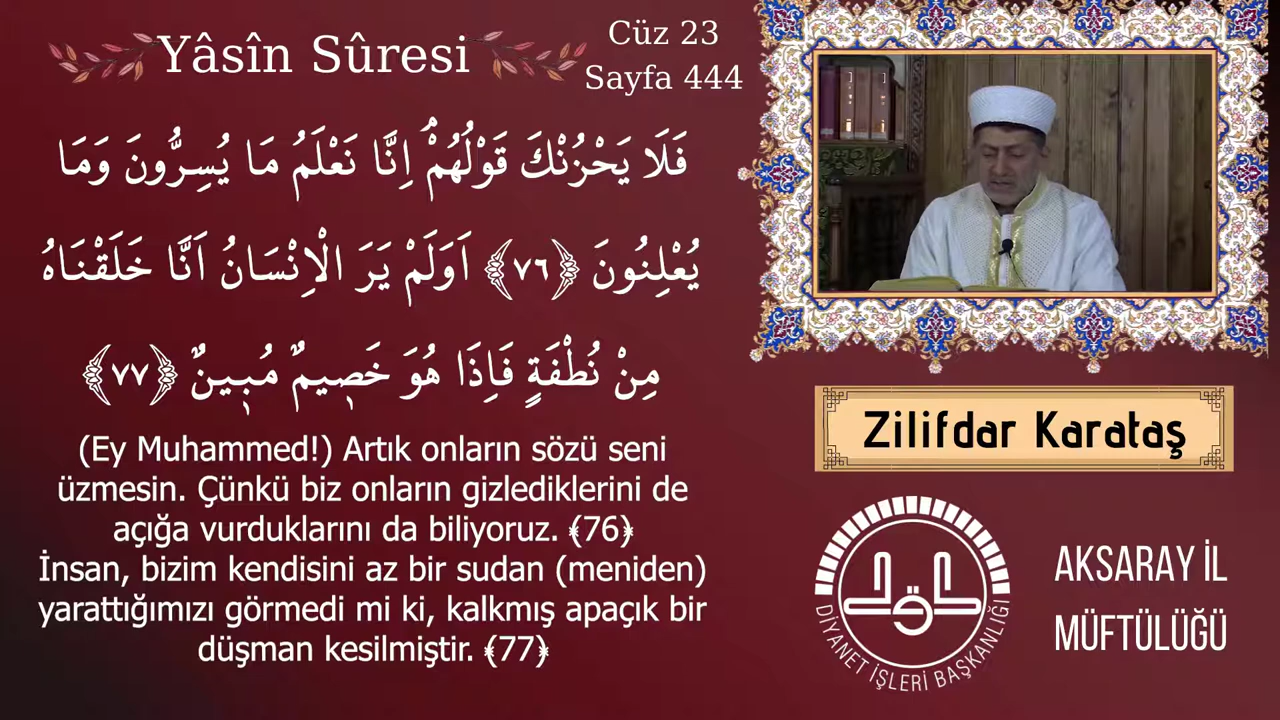 Yâsîn Sûresi
Cüz 23
Sayfa 444
فَلَا يَحْزُنْكَ قَوْلُهُمْۘ اِنَّا نَعْلَمُ مَا يُسِرُّونَ وَمَا
يُعْلِنُونَ ﴿٧٦﴾ اَوَلَمْ يَرَ الْاِنْسَانُ اَنَّا خَلَقْنَاهُ
مِنْ نُطْفَةٍ فَاِذَا هُوَ خَصٖيمٌ مُبٖينٌ ﴿٧٧﴾
(Ey Muhammed!) Artık onların sözü seni
üzmesin. Çünkü biz onların gizlediklerini de
açığa vurduklarını da biliyoruz. ﴾76﴿
İnsan, bizim kendisini az bir sudan (meniden)
yarattığımızı görmedi mi ki, kalkmış apaçık bir
düşman kesilmiştir. ﴾77﴿
Zilifdar Karataş
DİYANET İŞLERİ BAŞKANLIĞI
AKSARAY İL
MÜFTÜLÜĞÜ